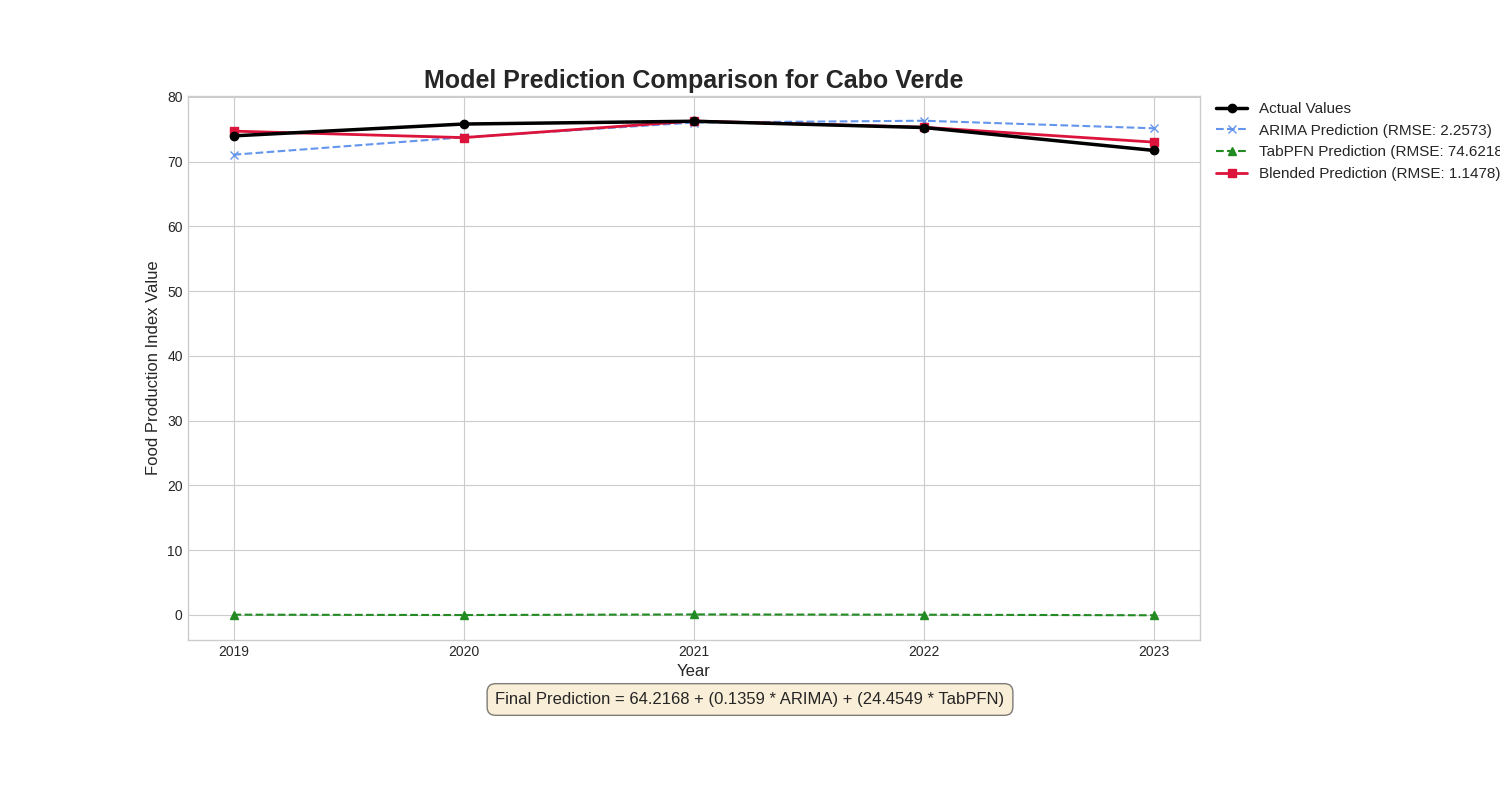 Model Prediction Comparison for Cabo Verde
80
70
60
50
40
30
20
10
0
Food Production Index Value
2019 2020 2021 2022 2023
Year
Actual Values
ARIMA Prediction (RMSE: 2.2573)
TabPFN Prediction (RMSE: 74.6218
Blended Prediction (RMSE: 1.1478)
Final Prediction = 64.2168 + (0.1359 * ARIMA) + (24.4549 * TabPFN)